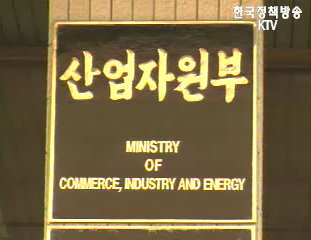 한국정책방송
KTV
산업자원부
MINISTRY
OF
COMMERCE, INDUSTRY AND ENERGY